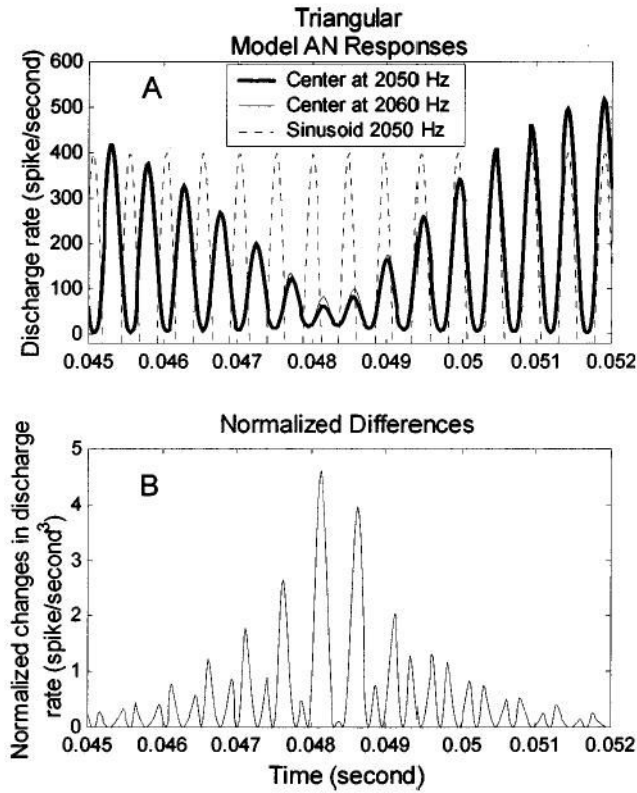 Triangular
Model AN Responses
A
Center at 2050 Hz
Center at 2060 Hz
Sinusoid 2050 Hz
Discharge rate (spike/second)
600
500
400
300
200
100
0
0.045 0.046 0.047 0.048 0.049 0.05 0.051 0.052
Normalized Differences
B
Normalized changes in discharge
rate (spike/second³)
5
4
3
2
1
0
0.045 0.046 0.047 0.048 0.049 0.05 0.051 0.052
Time (second)